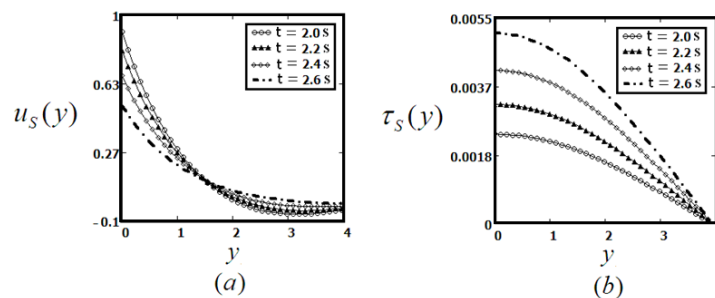 1
0.63
0.27
-0.1
0 1 2 3 4
u_S(y)
y
(a)
t = 2.0 s
t = 2.2 s
t = 2.4 s
t = 2.6 s
0.0055
0.0037
0.0018
0
0 1 2 3
τ_S(y)
y
(b)
t = 2.0 s
t = 2.2 s
t = 2.4 s
t = 2.6 s